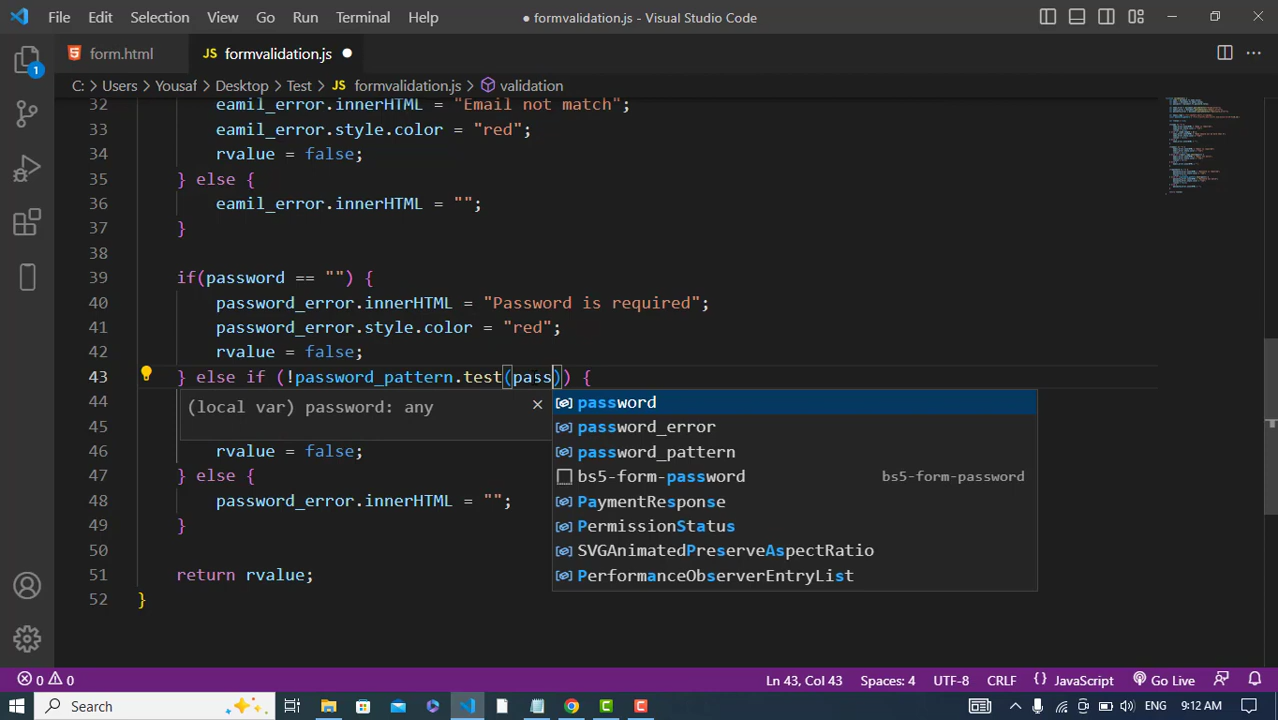 File Edit Selection View Go Run Terminal Help
● formvalidation.js - Visual Studio Code
form.html
JS formvalidation.js ●
C: > Users > Yousaf > Desktop > Test > JS formvalidation.js > validation
32 eamil_error.innerHTML = "Email not match";
33 eamil_error.style.color = "red";
34 rvalue = false;
35 } else {
36 eamil_error.innerHTML = "";
37 }
38
39 if(password == "") {
40 password_error.innerHTML = "Password is required";
41 password_error.style.color = "red";
42 rvalue = false;
43 } else if (!password_pattern.test(pass)) {
44
(local var) password: any
45
46 rvalue = false;
47 } else {
48 password_error.innerHTML = "";
49 }
50
51 return rvalue;
52 }
password
password_error
password_pattern
bs5-form-password bs5-form-password
PaymentResponse
PermissionStatus
SVGAnimatedPreserveAspectRatio
PerformanceObserverEntryList
1
0 0
Ln 43, Col 43 Spaces: 4 UTF-8 CRLF {} JavaScript Go Live
Search
ENG 9:12 AM